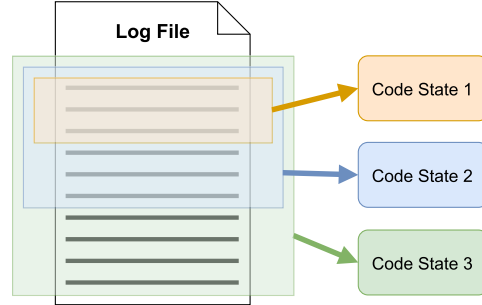 Log File
Code State 1
Code State 2
Code State 3